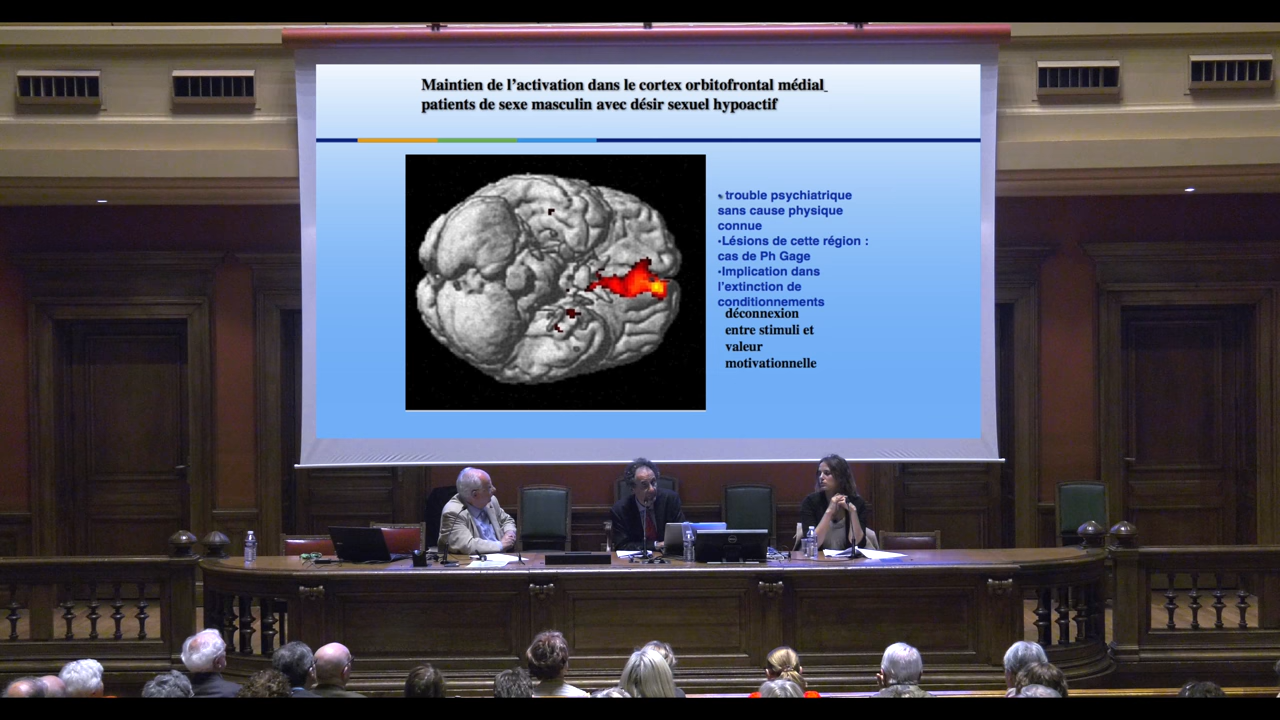 Maintien de l'activation dans le cortex orbitofrontal médial
patients de sexe masculin avec désir sexuel hypoactif
• trouble psychiatrique
sans cause physique
connue
•Lésions de cette région :
cas de Ph Gage
•Implication dans
l'extinction de
conditionnements
déconnexion
entre stimuli et
valeur
motivationnelle